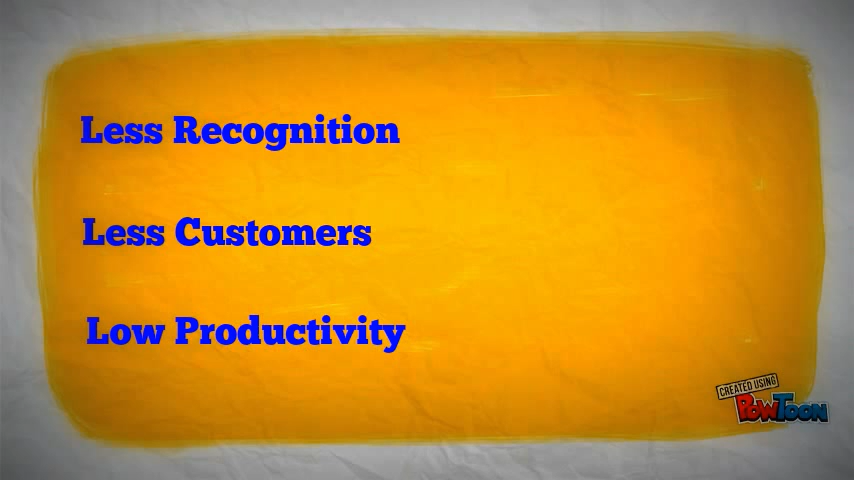 Less Recognition
Less Customers
Low Productivity
CREATED USING
POWTOON